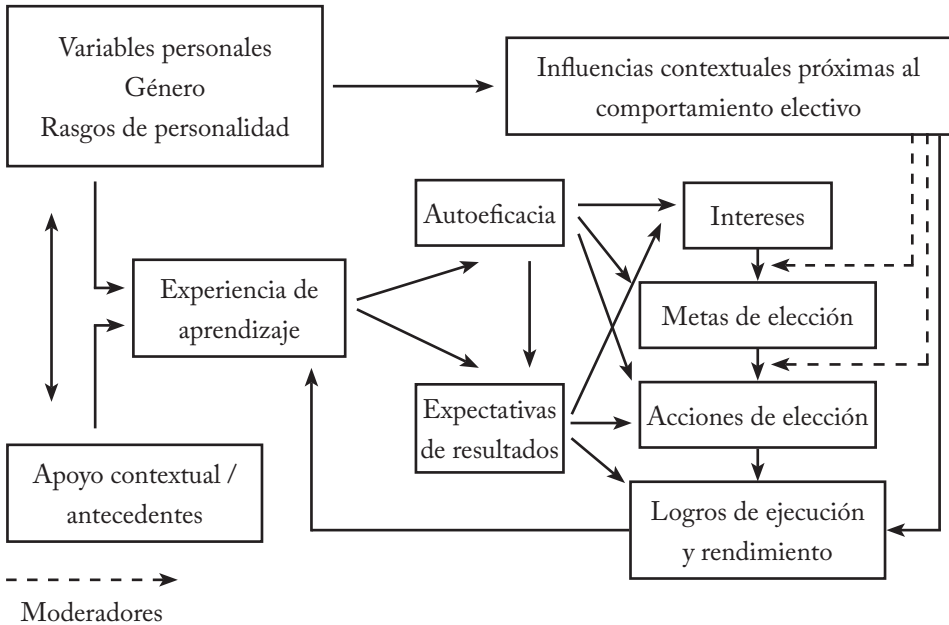 Variables personales
Género
Rasgos de personalidad
Influencias contextuales próximas al
comportamiento electivo
Autoeficacia
Intereses
Experiencia de
aprendizaje
Metas de elección
Expectativas
de resultados
Acciones de elección
Apoyo contextual /
antecedentes
Logros de ejecución
y rendimiento
Moderadores